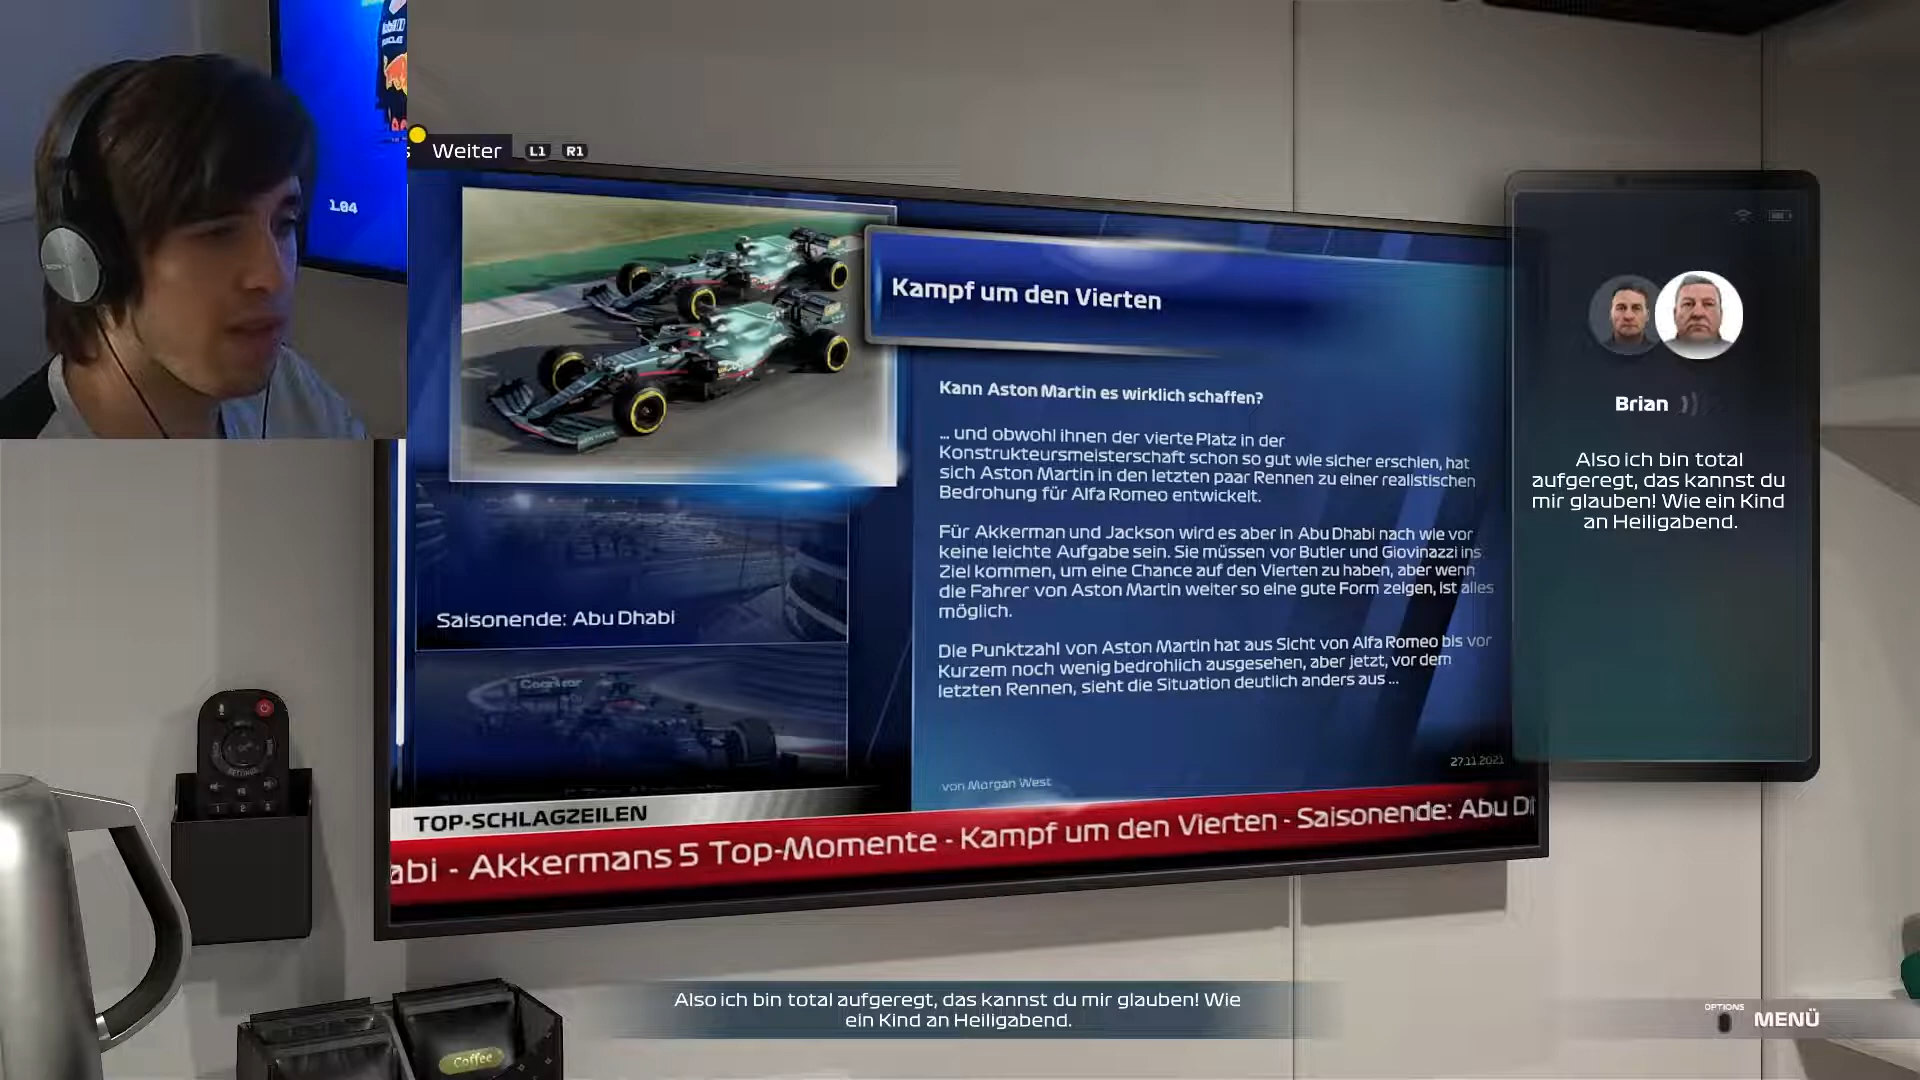 1.04
Weiter L1 R1
Kampf um den Vierten
Kann Aston Martin es wirklich schaffen?
... und obwohl ihnen der vierte Platz in der
Konstrukteursmeisterschaft schon so gut wie sicher erschien, hat
sich Aston Martin in den letzten paar Rennen zu einer realistischen
Bedrohung für Alfa Romeo entwickelt.
Für Akkerman und Jackson wird es aber in Abu Dhabi nach wie vor
keine leichte Aufgabe sein. Sie müssen vor Butler und Giovinazzi ins
Ziel kommen, um eine Chance auf den Vierten zu haben, aber wenn
die Fahrer von Aston Martin weiter so eine gute Form zeigen, ist alles
möglich.
Die Punktzahl von Aston Martin hat aus Sicht von Alfa Romeo bis vor
Kurzem noch wenig bedrohlich ausgesehen, aber jetzt, vor dem
letzten Rennen, sieht die Situation deutlich anders aus ...
27.11.2021
von Morgan West
Saisonende: Abu Dhabi
TOP-SCHLAGZEILEN
abi - Akkermans 5 Top-Momente - Kampf um den Vierten - Saisonende: Abu D
Brian
Also ich bin total
aufgeregt, das kannst du
mir glauben! Wie ein Kind
an Heiligabend.
Also ich bin total aufgeregt, das kannst du mir glauben! Wie
ein Kind an Heiligabend.
OPTIONS
MENÜ
Coffee